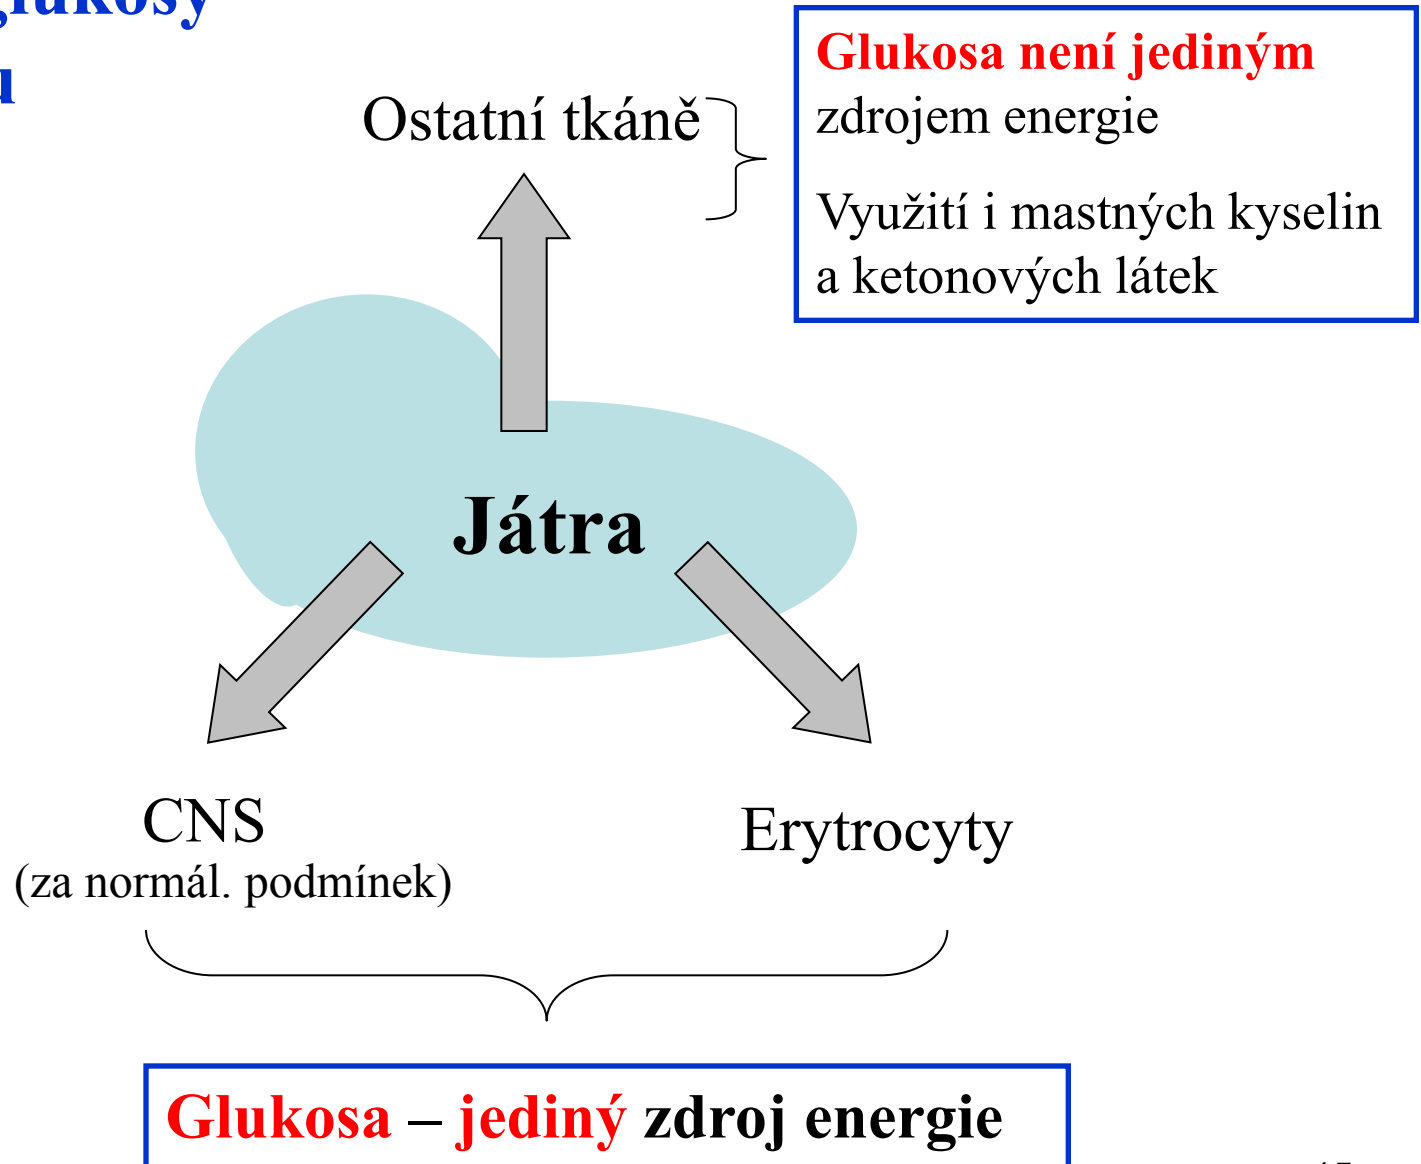 glukosy
u
Glukosa není jediným
zdrojem energie
Využití i mastných kyselin
a ketonových látek
Ostatní tkáně
Játra
CNS
(za normál. podmínek)
Erytrocyty
Glukosa – jediný zdroj energie